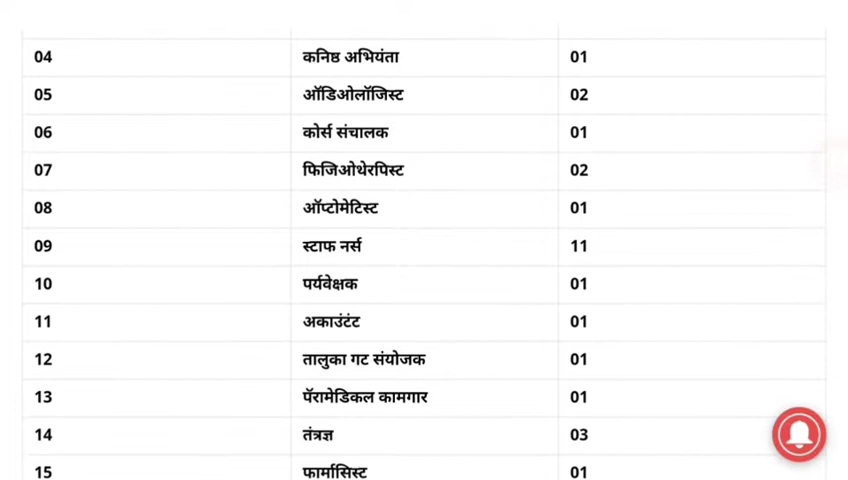 04 कनिष्ठ अभियंता 01
05 ऑडिओलॉजिस्ट 02
06 कोर्स संचालक 01
07 फिजिओथेरपिस्ट 02
08 ऑप्टोमेटिस्ट 01
09 स्टाफ नर्स 11
10 पर्यवेक्षक 01
11 अकाउंटंट 01
12 तालुका गट संयोजक 01
13 पॅरामेडिकल कामगार 01
14 तंत्रज्ञ 03
15 फार्मासिस्ट 01